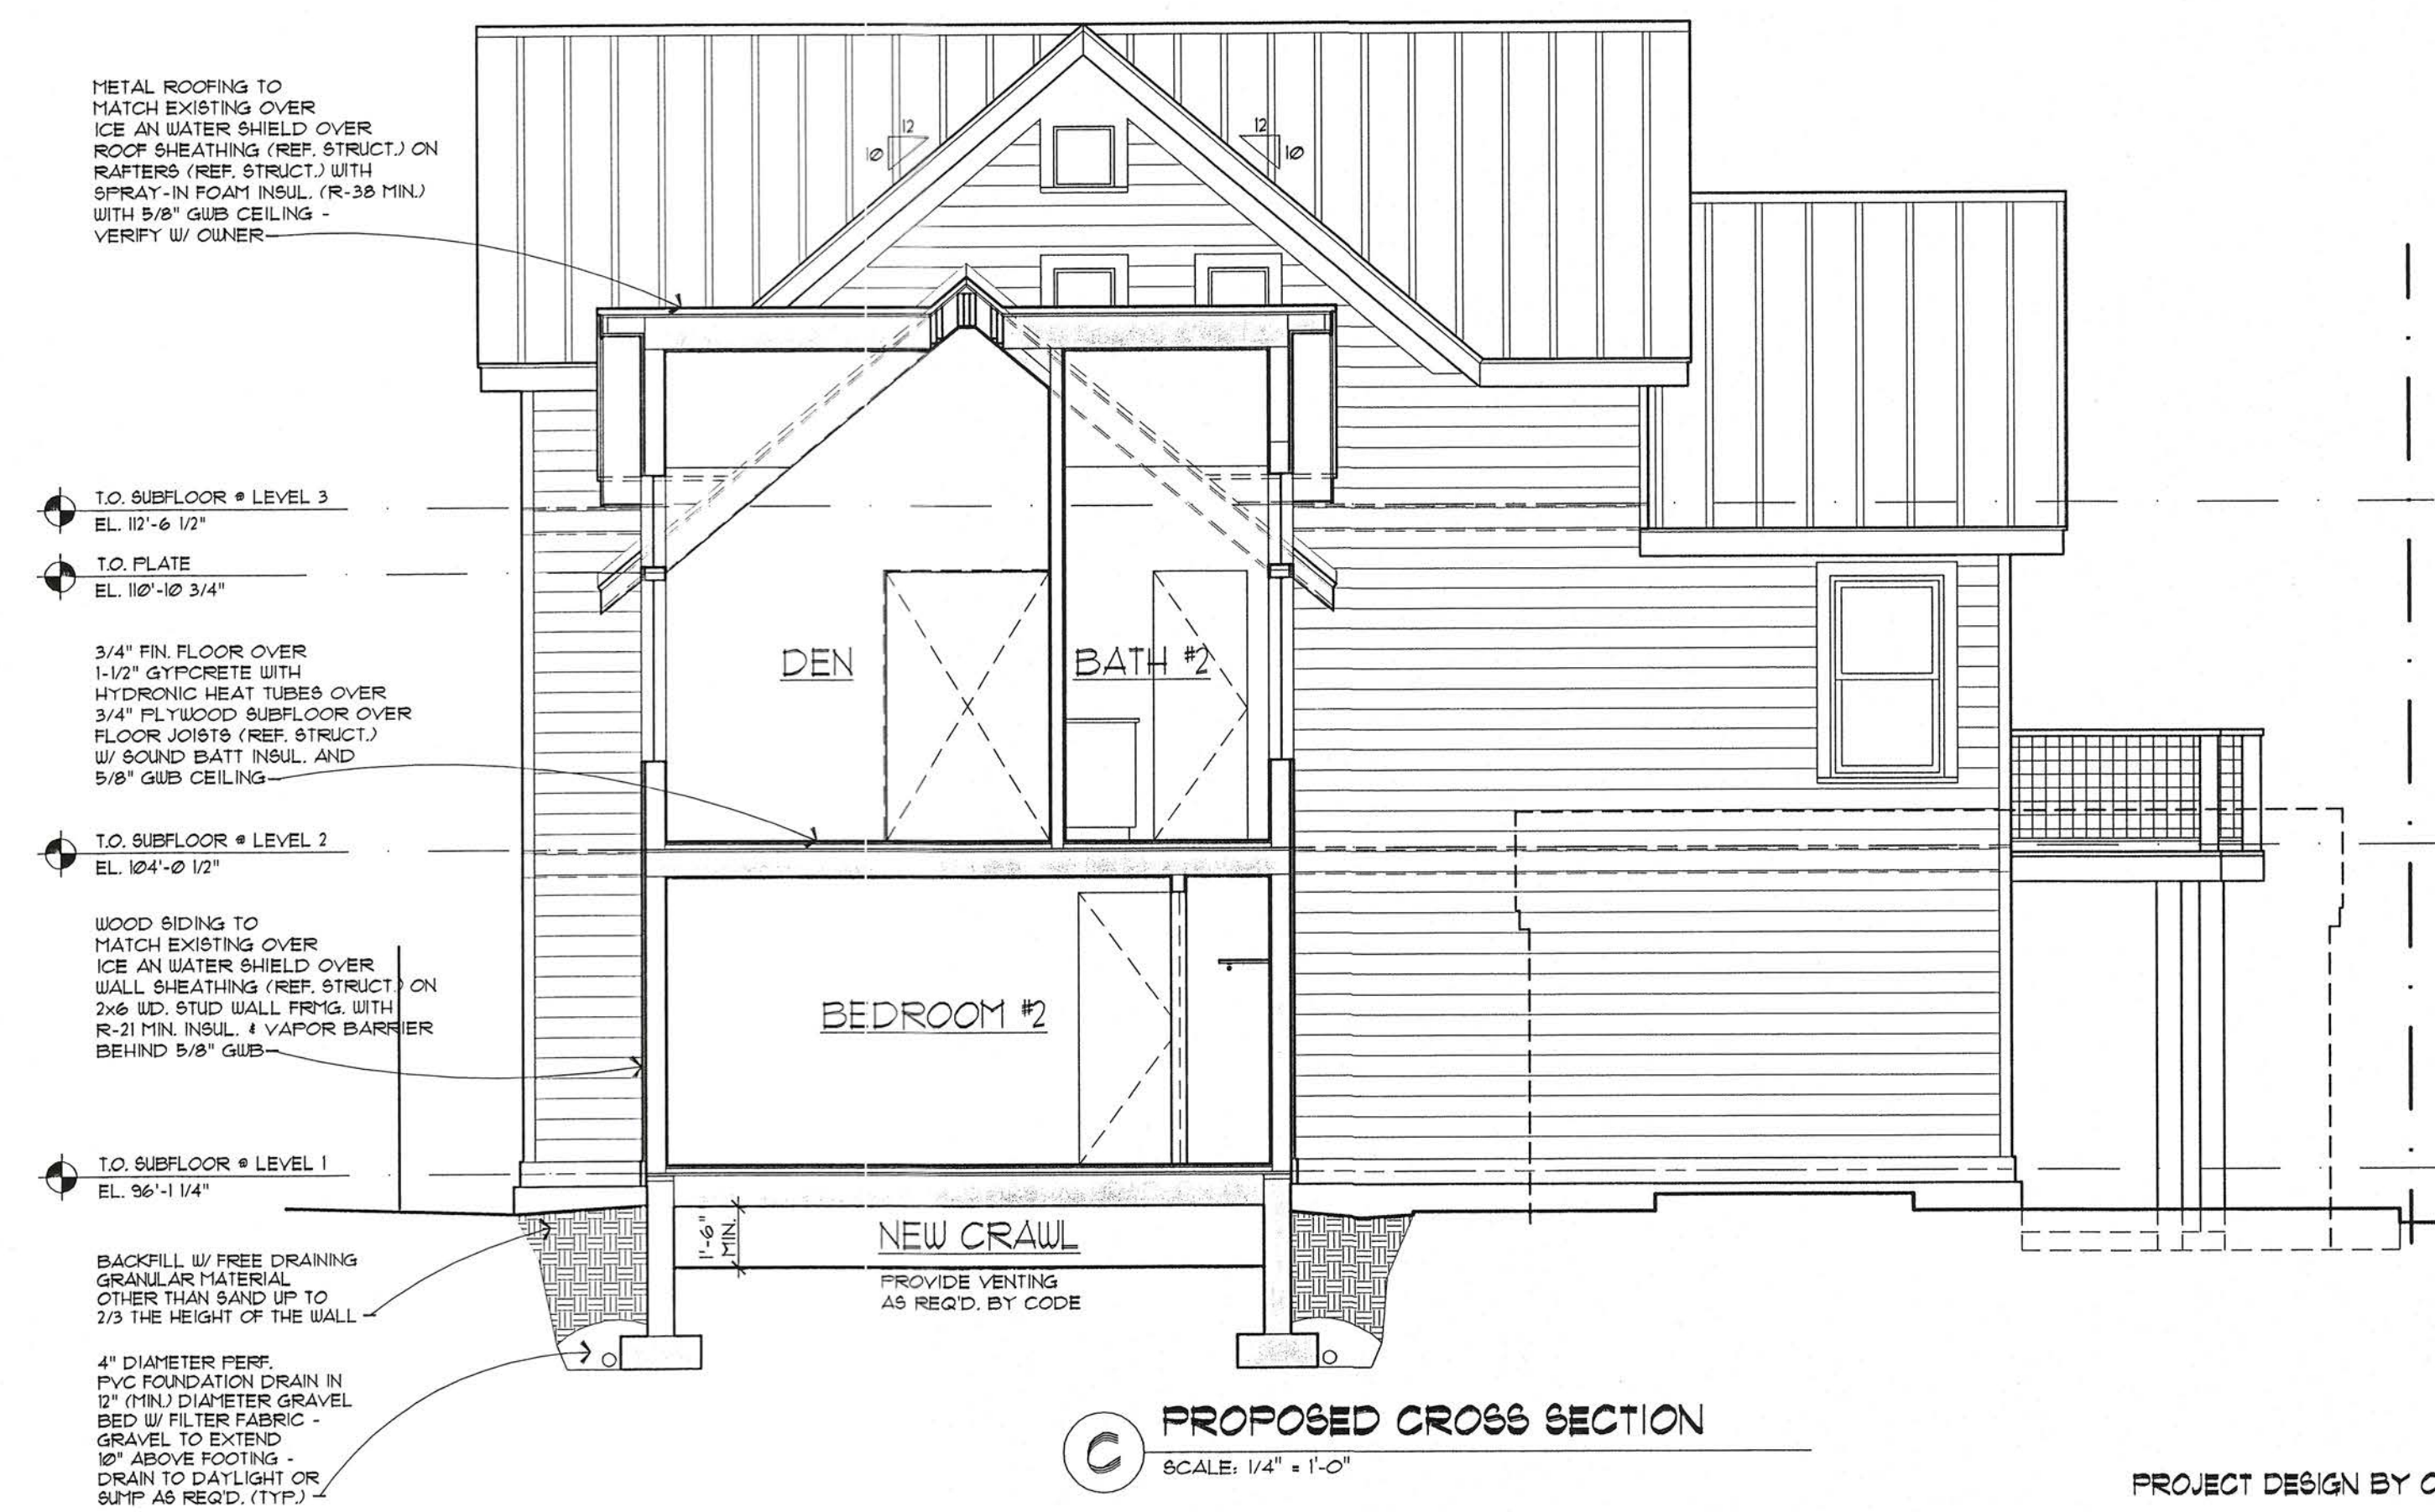 METAL ROOFING TO
MATCH EXISTING OVER
ICE AN WATER SHIELD OVER
ROOF SHEATHING (REF. STRUCT.) ON
RAFTERS (REF. STRUCT.) WITH
SPRAY-IN FOAM INSUL. (R-38 MIN.)
WITH 5/8" GWB CEILING -
VERIFY W/ OWNER
12
10
12
10
T.O. SUBFLOOR @ LEVEL 3
EL. 112'-6 1/2"
T.O. PLATE
EL. 110'-10 3/4"
3/4" FIN. FLOOR OVER
1-1/2" GYPCRETE WITH
HYDRONIC HEAT TUBES OVER
3/4" PLYWOOD SUBFLOOR OVER
FLOOR JOISTS (REF. STRUCT.)
W/ SOUND BATT INSUL. AND
5/8" GWB CEILING
DEN
BATH #2
T.O. SUBFLOOR @ LEVEL 2
EL. 104'-0 1/2"
WOOD SIDING TO
MATCH EXISTING OVER
ICE AN WATER SHIELD OVER
WALL SHEATHING (REF. STRUCT.) ON
2x6 WD. STUD WALL FRMG. WITH
R-21 MIN. INSUL. & VAPOR BARRIER
BEHIND 5/8" GWB
BEDROOM #2
T.O. SUBFLOOR @ LEVEL 1
EL. 96'-1 1/4"
1'-6"
MIN.
NEW CRAWL
PROVIDE VENTING
AS REQ'D. BY CODE
BACKFILL W/ FREE DRAINING
GRANULAR MATERIAL
OTHER THAN SAND UP TO
2/3 THE HEIGHT OF THE WALL
4" DIAMETER PERF.
PVC FOUNDATION DRAIN IN
12" (MIN.) DIAMETER GRAVEL
BED W/ FILTER FABRIC -
GRAVEL TO EXTEND
10" ABOVE FOOTING -
DRAIN TO DAYLIGHT OR
SUMP AS REQ'D. (TYP.)
C
PROPOSED CROSS SECTION
SCALE: 1/4" = 1'-0"
PROJECT DESIGN BY